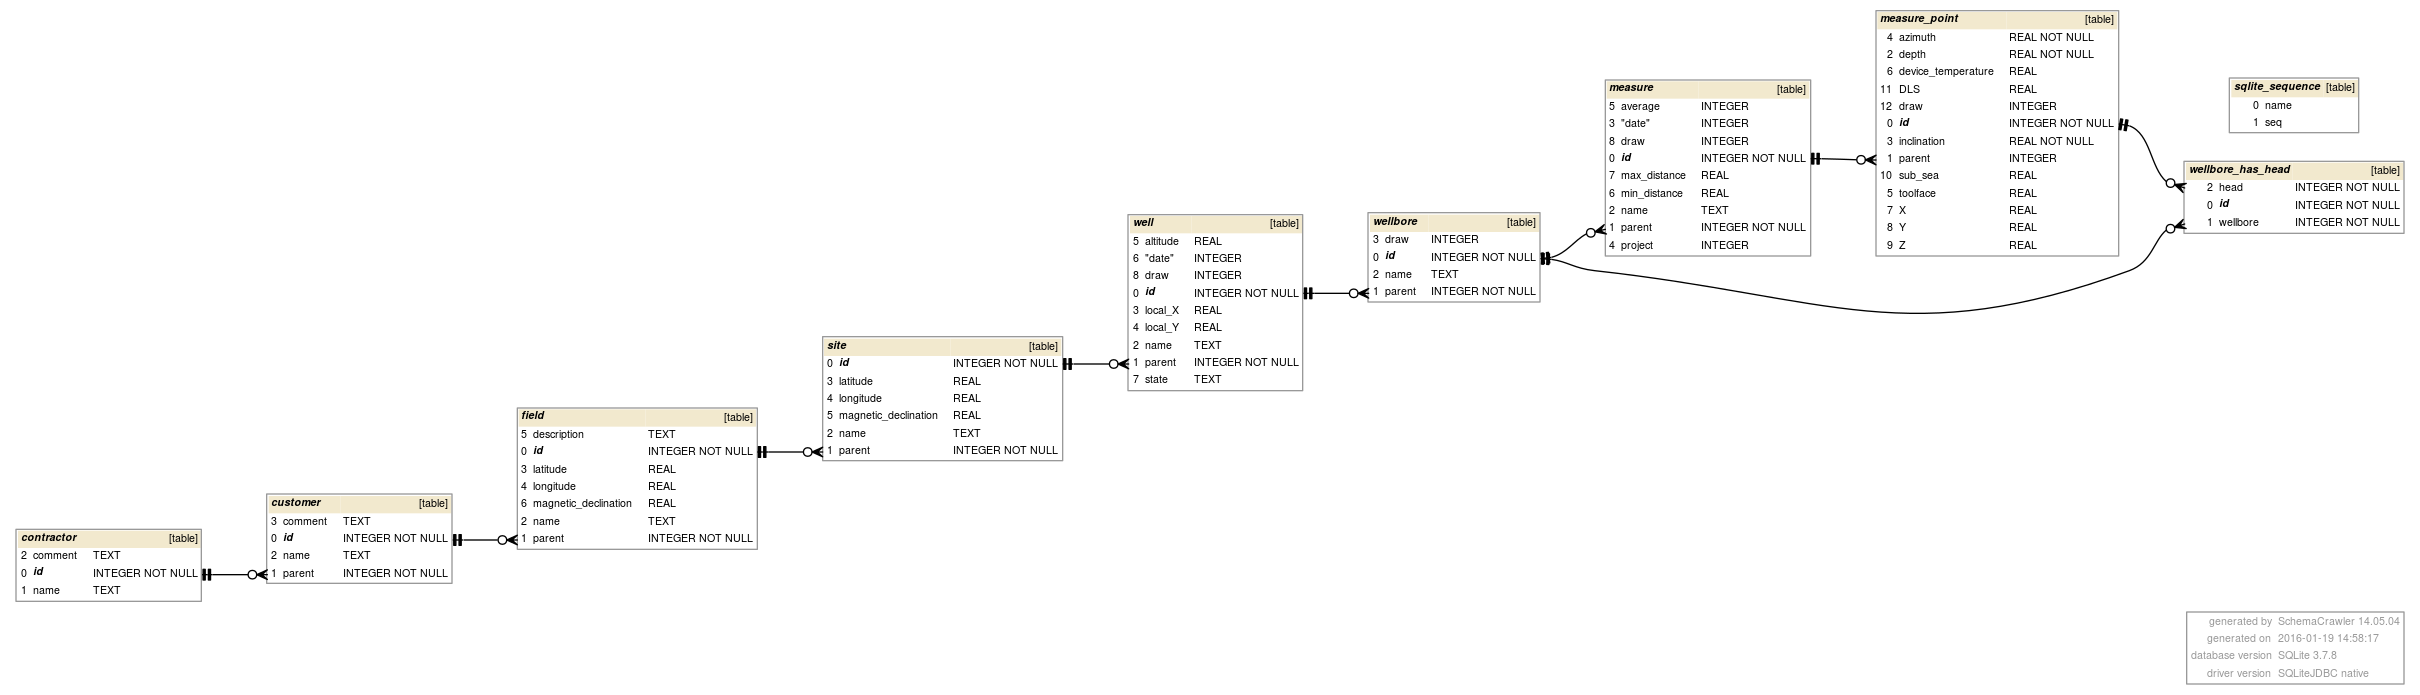 contractor [table]
2 comment TEXT
0 id INTEGER NOT NULL
1 name TEXT
customer [table]
3 comment TEXT
0 id INTEGER NOT NULL
2 name TEXT
1 parent INTEGER NOT NULL
field [table]
5 description TEXT
0 id INTEGER NOT NULL
3 latitude REAL
4 longitude REAL
6 magnetic_declination REAL
2 name TEXT
1 parent INTEGER NOT NULL
site [table]
0 id INTEGER NOT NULL
3 latitude REAL
4 longitude REAL
5 magnetic_declination REAL
2 name TEXT
1 parent INTEGER NOT NULL
well [table]
5 altitude REAL
6 "date" INTEGER
8 draw INTEGER
0 id INTEGER NOT NULL
3 local_X REAL
4 local_Y REAL
2 name TEXT
1 parent INTEGER NOT NULL
7 state TEXT
wellbore [table]
3 draw INTEGER
0 id INTEGER NOT NULL
2 name TEXT
1 parent INTEGER NOT NULL
measure [table]
5 average INTEGER
3 "date" INTEGER
8 draw INTEGER
0 id INTEGER NOT NULL
7 max_distance REAL
6 min_distance REAL
2 name TEXT
1 parent INTEGER NOT NULL
4 project INTEGER
measure_point [table]
4 azimuth REAL NOT NULL
2 depth REAL NOT NULL
6 device_temperature REAL
11 DLS REAL
12 draw INTEGER
0 id INTEGER NOT NULL
3 inclination REAL NOT NULL
1 parent INTEGER
10 sub_sea REAL
5 toolface REAL
7 X REAL
8 Y REAL
9 Z REAL
sqlite_sequence [table]
0 name
1 seq
wellbore_has_head [table]
2 head INTEGER NOT NULL
0 id INTEGER NOT NULL
1 wellbore INTEGER NOT NULL
generated by SchemaCrawler 14.05.04
generated on 2016-01-19 14:58:17
database version SQLite 3.7.8
driver version SQLiteJDBC native